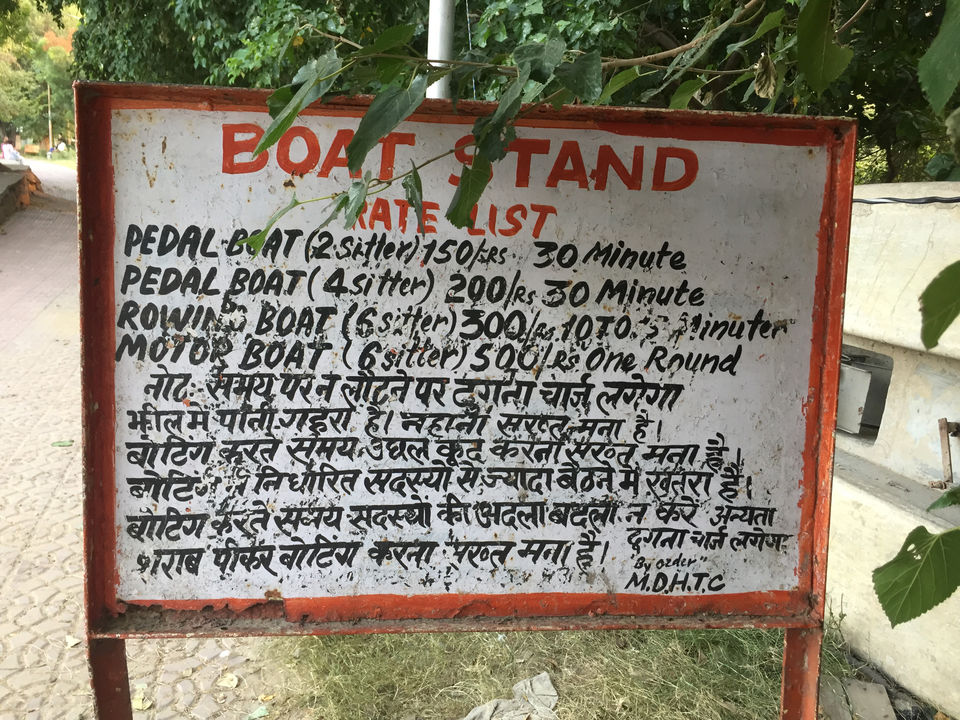 BOAT STAND
RATE LIST
PEDAL BOAT (2 Sitter) 150/Rs 30 Minute
PEDAL BOAT (4 sitter) 200/Rs 30 Minute
ROWING BOAT (6 sitter) 300/Rs 10 TO Minuter
MOTOR BOAT (6 sitter) 500/Rs One Round
नोट: समय पर न लौटने पर दुगना चार्ज लगेगा
झील में पानी गहरा है। नहाना सख्त मना है।
बोटिंग करते समय उछल कूद करना सख्त मना है।
बोटिंग में निर्धारित सदस्यों से ज्यादा बैठने में खतरा है।
बोटिंग करते समय सदस्यों की अदला बदली न करे अन्यता
दुगना चार्ज लगेगा
शराब पीकर बोटिंग करना सख्त मना है।
By order"
M.D.H.T.C